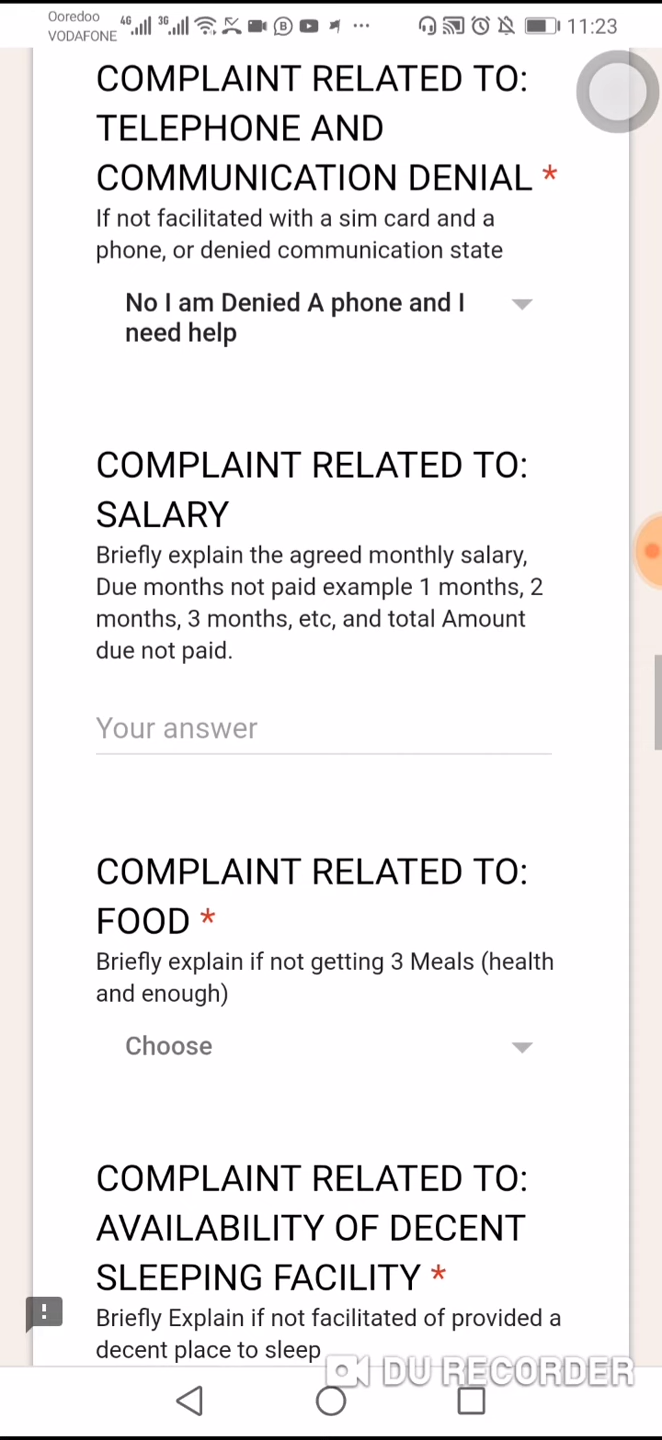 Ooredoo
VODAFONE
4G
3G
B
11:23
COMPLAINT RELATED TO:
TELEPHONE AND
COMMUNICATION DENIAL *
If not facilitated with a sim card and a
phone, or denied communication state
No I am Denied A phone and I
need help
COMPLAINT RELATED TO:
SALARY
Briefly explain the agreed monthly salary,
Due months not paid example 1 months, 2
months, 3 months, etc, and total Amount
due not paid.
Your answer
COMPLAINT RELATED TO:
FOOD *
Briefly explain if not getting 3 Meals (health
and enough)
Choose
COMPLAINT RELATED TO:
AVAILABILITY OF DECENT
SLEEPING FACILITY *
Briefly Explain if not facilitated of provided a
decent place to sleep
DU RECORDER